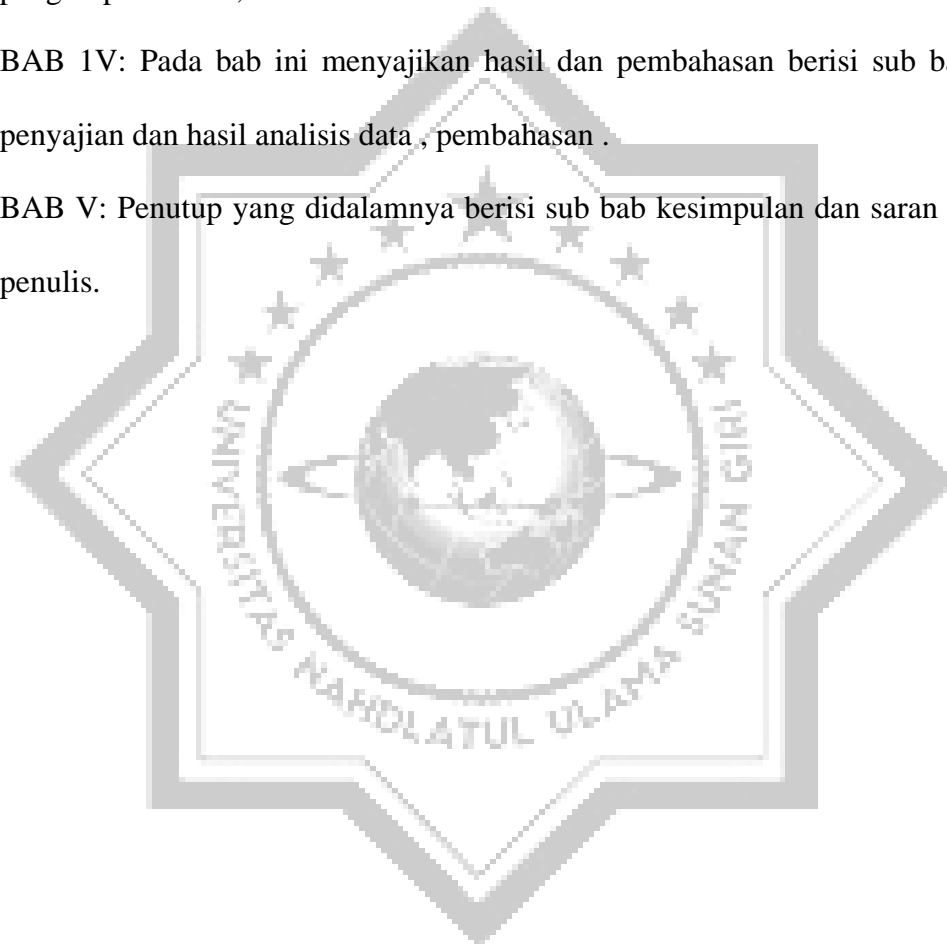 BAB 1V: Pada bab ini menyajikan hasil dan pembahasan berisi sub
penyajian dan hasil analisis data , pembahasan .
BAB V: Penutup yang didalamnya berisi sub bab kesimpulan dan saran
penulis.
UNIVERSITAS NAHDLATUL ULAMA SUNAN GIRI